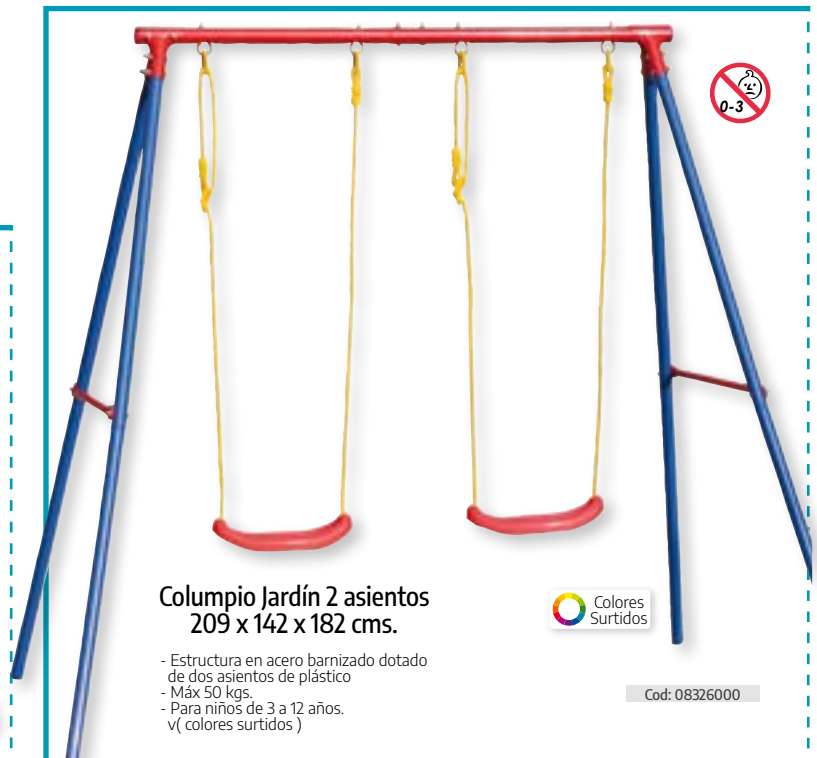 0-3
Columpio Jardín 2 asientos
209 x 142 x 182 cms.
- Estructura en acero barnizado dotado
de dos asientos de plástico
- Máx 50 kgs.
- Para niños de 3 a 12 años.
v( colores surtidos )
Colores
Surtidos
Cod: 08326000